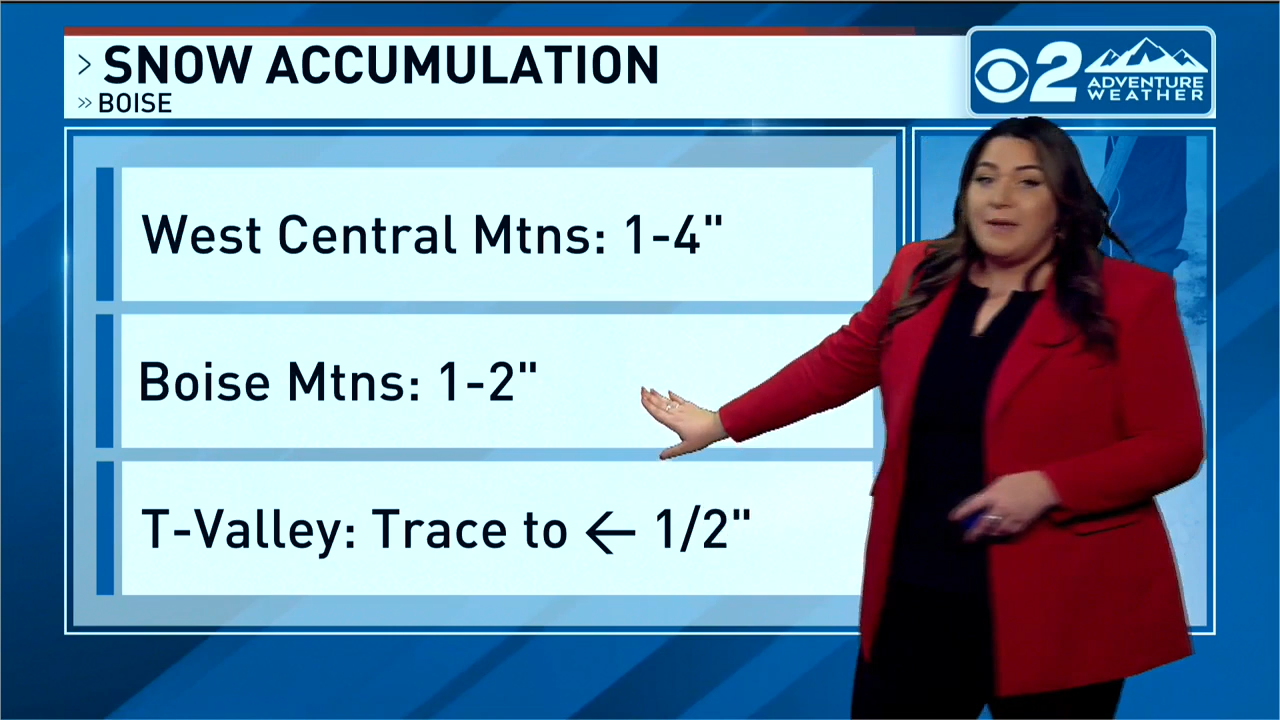 > SNOW ACCUMULATION
» BOISE
2 ADVENTURE
WEATHER
West Central Mtns: 1-4"
Boise Mtns: 1-2"
T-Valley: Trace to ← 1/2"